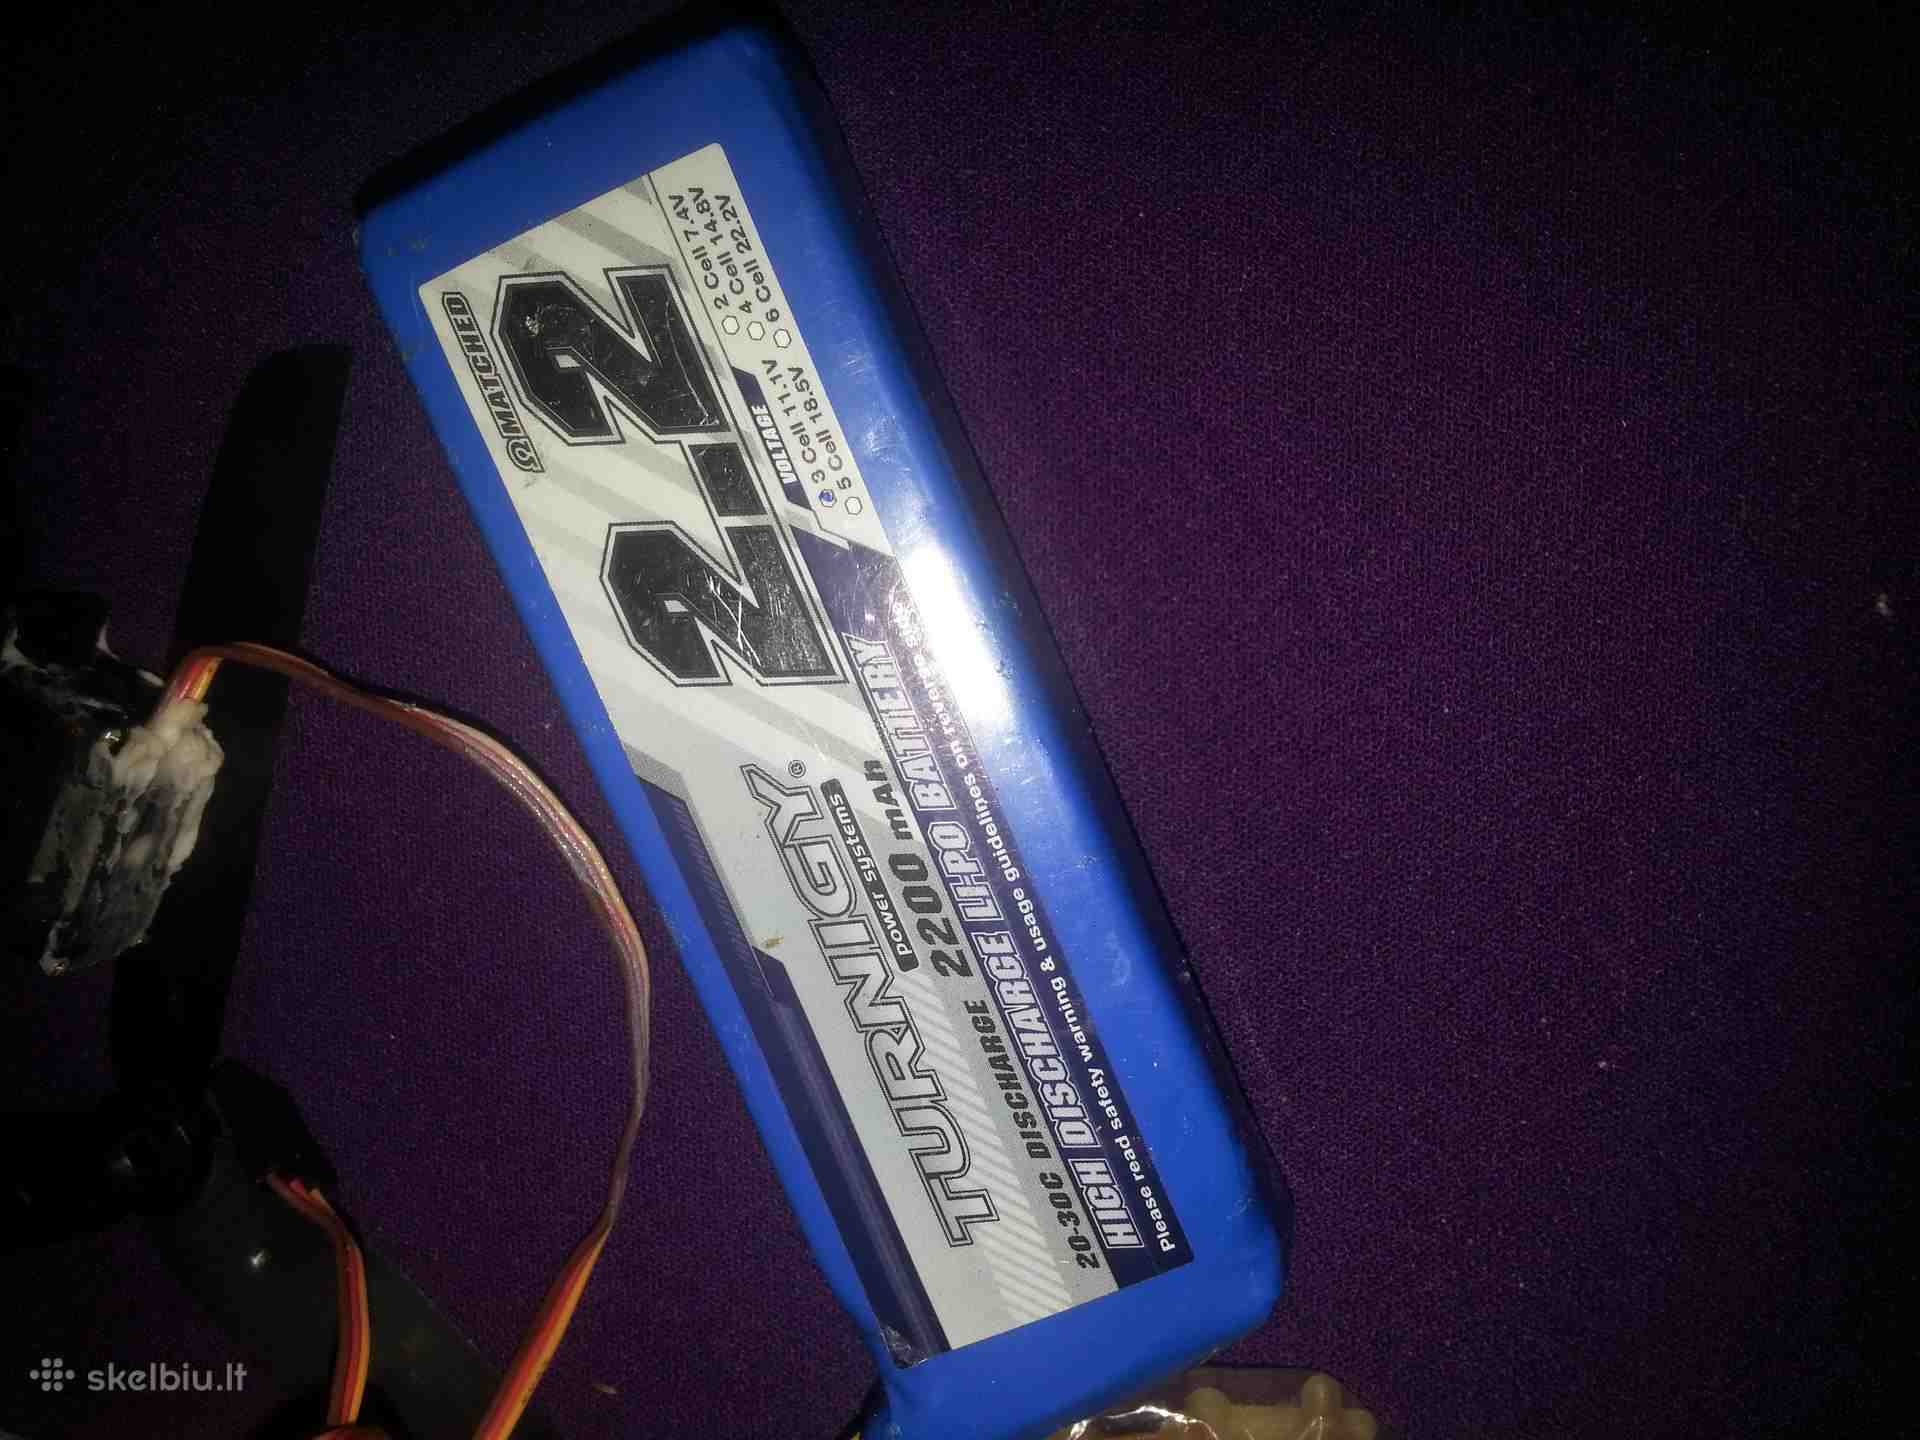 ΩMATCHED
2.2
VOLTAGE
2 Cell 7.4V
3 Cell 11.1V
4 Cell 14.8V
5 Cell 18.5V
6 Cell 22.2V
TURNIGY®
Power Systems
20-30C DISCHARGE 2200 mAh
HIGH DISCHARGE LI-PO BATTERY
Please read safety warning & usage guidelines on reverse side
skelbiu.lt